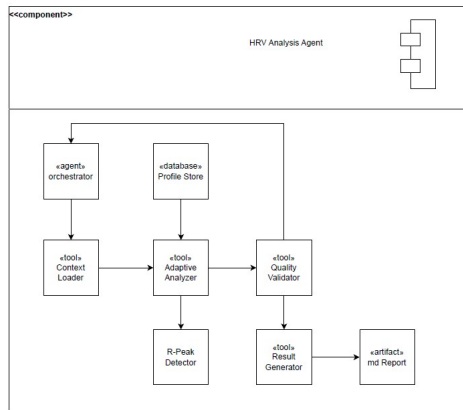 <<component>>
HRV Analysis Agent
«agent»
orchestrator
«database»
Profile Store
«tool»
Context
Loader
«tool»
Adaptive
Analyzer
«tool»
Quality
Validator
R-Peak
Detector
«tool»
Result
Generator
«artifact»
md Report